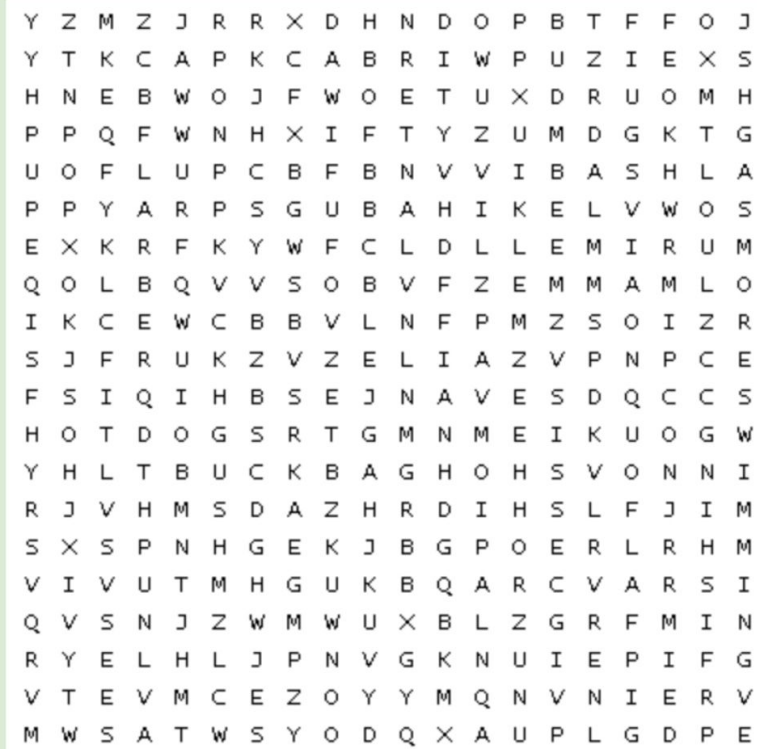 Y Z M Z J R R X D H N D O P B T F F O J
Y T K C A P K C A B R I W P U Z I E X S
H N E B W O J F W O E T U X D R U O M H
P P Q F W N H X I F T Y Z U M D G K T G
U O F L U P C B F B N V V I B A S H L A
P P Y A R P S G U B A H I K E L V W O S
E X K R F K Y W F C L D L L E M I R U M
Q O L B Q V V S O B V F Z E M M A M L O
I K C E W C B B V L N F P M Z S O I Z R
S J F R U K Z V Z E L I A Z V P N P C E
F S I Q I H B S E J N A V E S D Q C C S
H O T D O G S R T G M N M E I K U O G W
Y H L T B U C K B A G H O H S V O N N I
R J V H M S D A Z H R D I H S L F J I M
S X S P N H G E K J B G P O E R L R H M
V I V U T M H G U K B Q A R C V A R S I
Q V S N J Z W M W U X B L Z G R F M I N
R Y E L H L J P N V G K N U I E P I F G
V T E V M C E Z O Y Y M Q N V N I E R V
M W S A T W S Y O D Q X A U P L G D P E